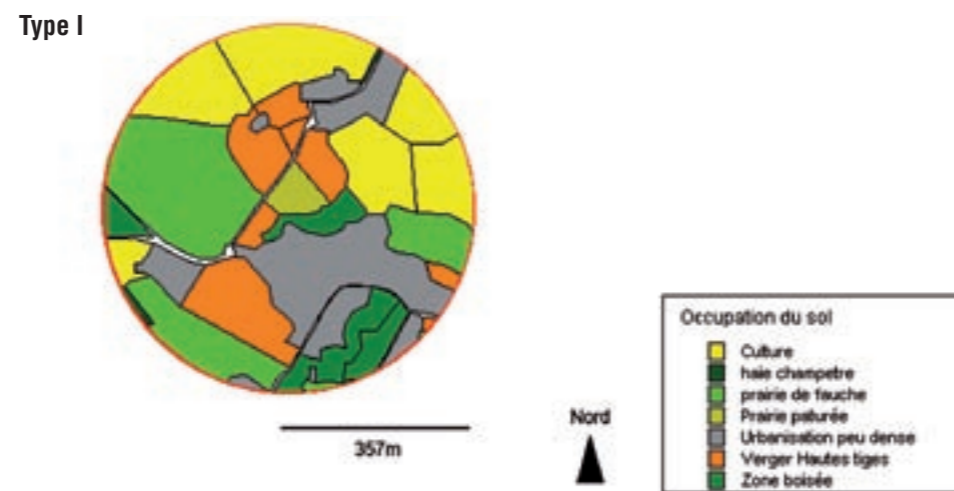 Type I
357m
Nord
Occupation du sol
Culture
haie champetre
prairie de fauche
Prairie paturée
Urbanisation peu dense
Verger Hautes tiges
Zone boisée